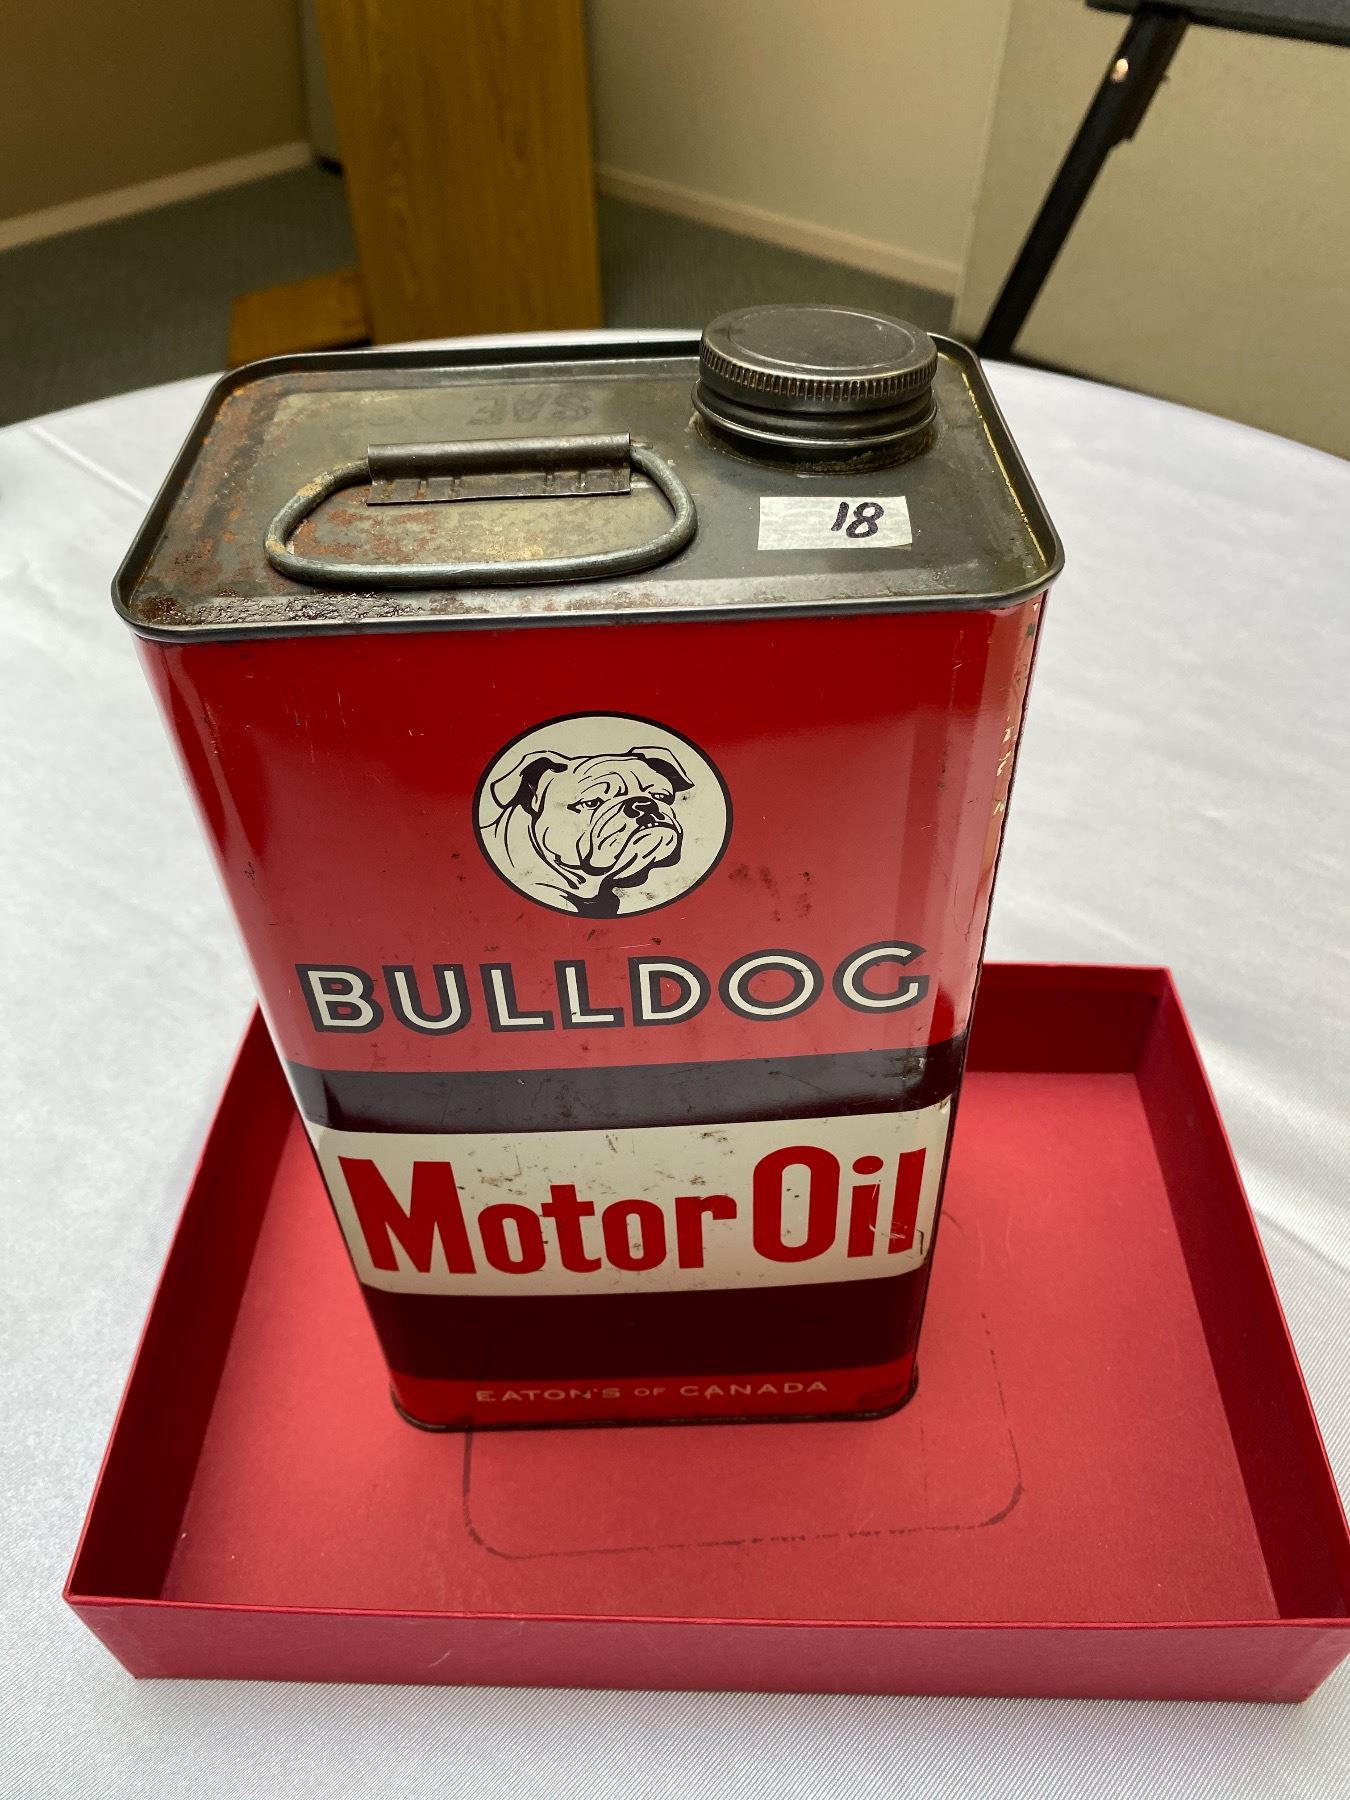 SAE
18
BULLDOG
Motor Oil
EATON'S OF CANADA